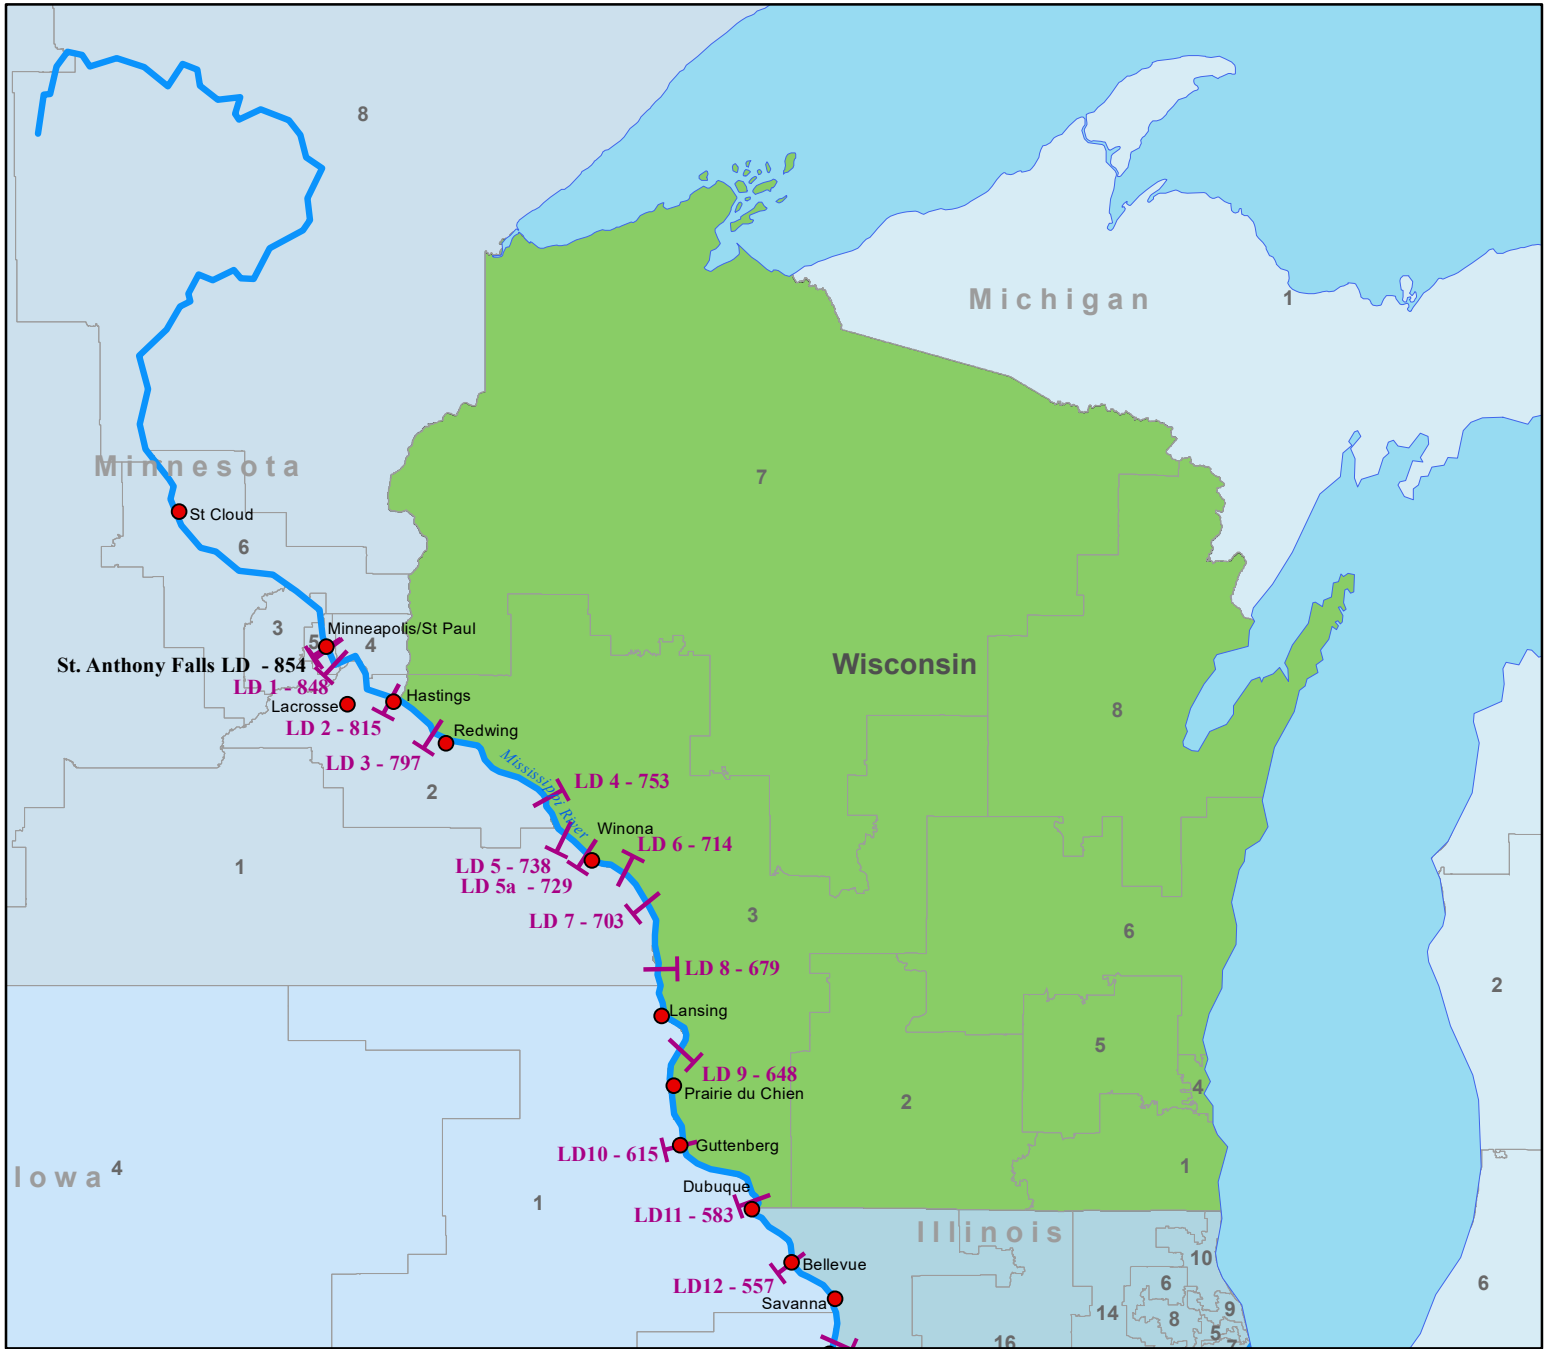 8
Michigan
1
Minnesota
7
St Cloud
6
3
5
Minneapolis/St Paul
4
Wisconsin
St. Anthony Falls LD - 854
LD 1 - 848
Lacrosse
Hastings
LD 2 - 815
Redwing
8
LD 3 - 797
Mississippi River
LD 4 - 753
2
Winona
LD 6 - 714
1
LD 5 - 738
LD 5a - 729
LD 7 - 703
3
6
LD 8 - 679
2
Lansing
5
LD 9 - 648
Prairie du Chien
4
2
Guttenberg
LD10 - 615
Iowa
4
1
Dubuque
1
LD11 - 583
Illinois
10
Bellevue
LD12 - 557
6
6
Savanna
14
9
8
5
7
16